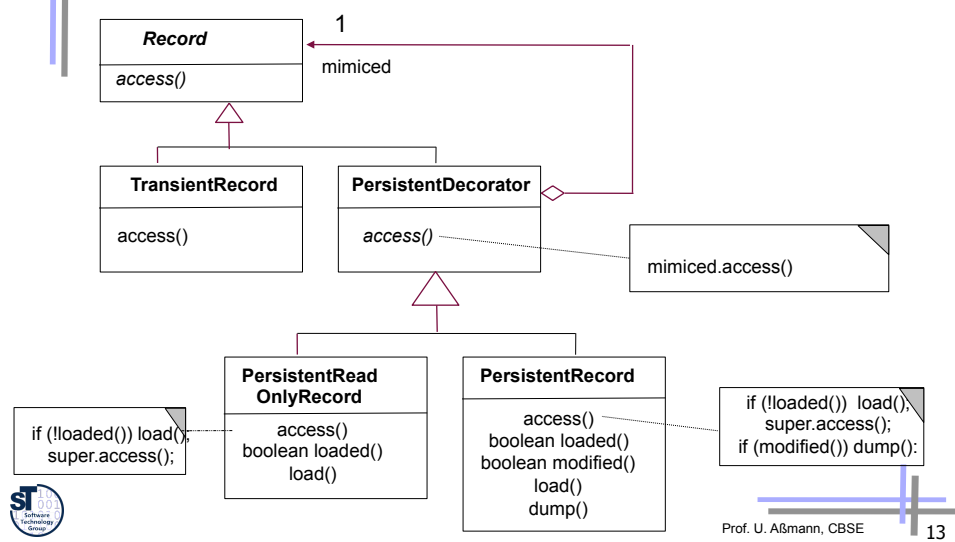 Record
access()
1
mimiced
TransientRecord
access()
PersistentDecorator
access()
mimiced.access()
PersistentRead
OnlyRecord
access()
boolean loaded()
load()
PersistentRecord
access()
boolean loaded()
boolean modified()
load()
dump()
if (!loaded()) load();
super.access();
if (!loaded()) load();
super.access();
if (modified()) dump():
ST
Software
Technology
Group
Prof. U. Aßmann, CBSE
13